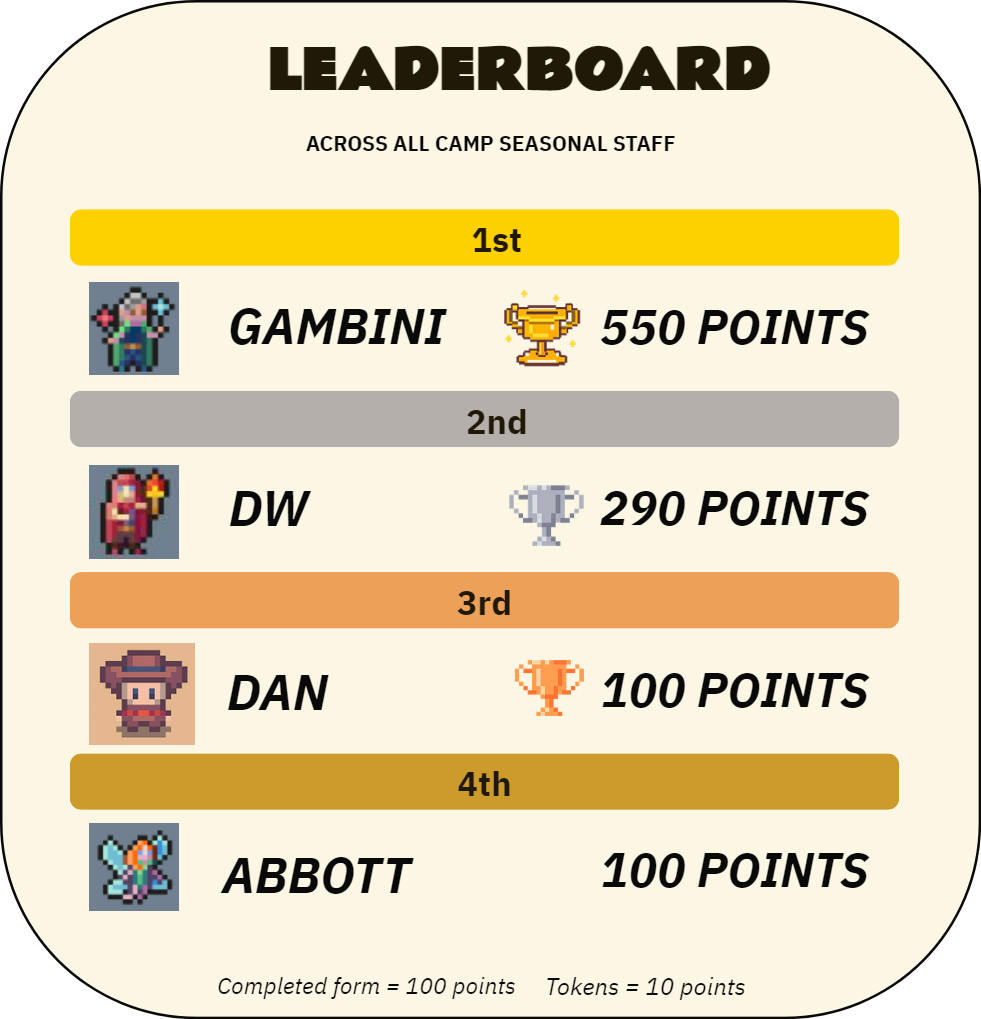 LEADERBOARD
ACROSS ALL CAMP SEASONAL STAFF
1st
GAMBINI 550 POINTS
2nd
DW 290 POINTS
3rd
DAN 100 POINTS
4th
ABBOTT 100 POINTS
Completed form = 100 points Tokens = 10 points